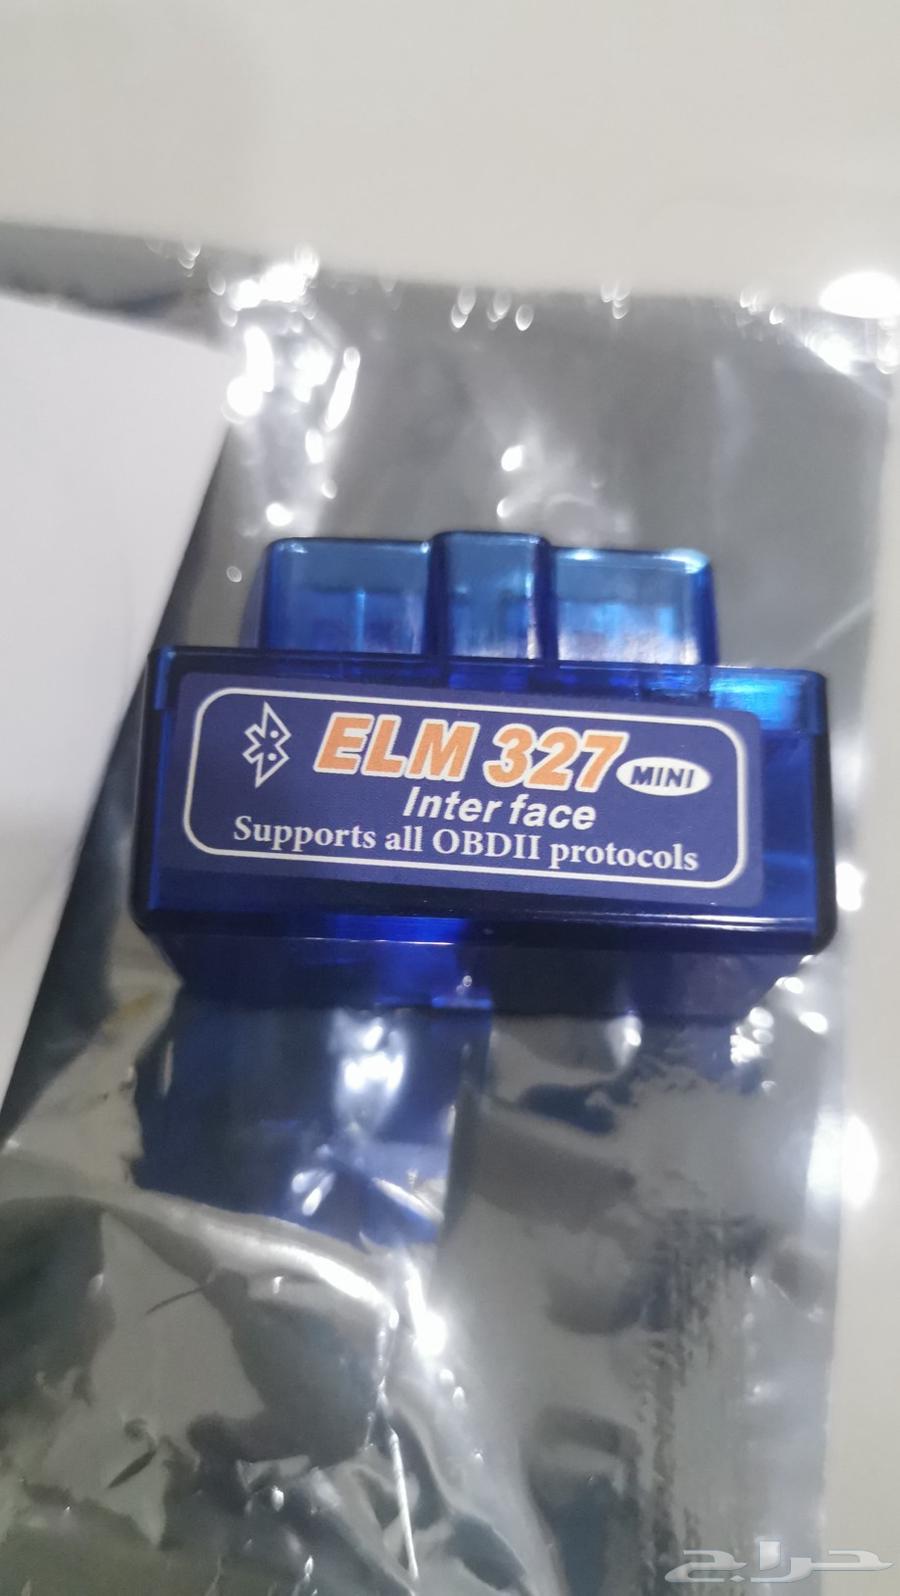 ELM 327 MINI
Inter face
Supports all OBDII protocols
حراج